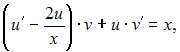 (u′ − 2u/x) · v + u · v′ = x,